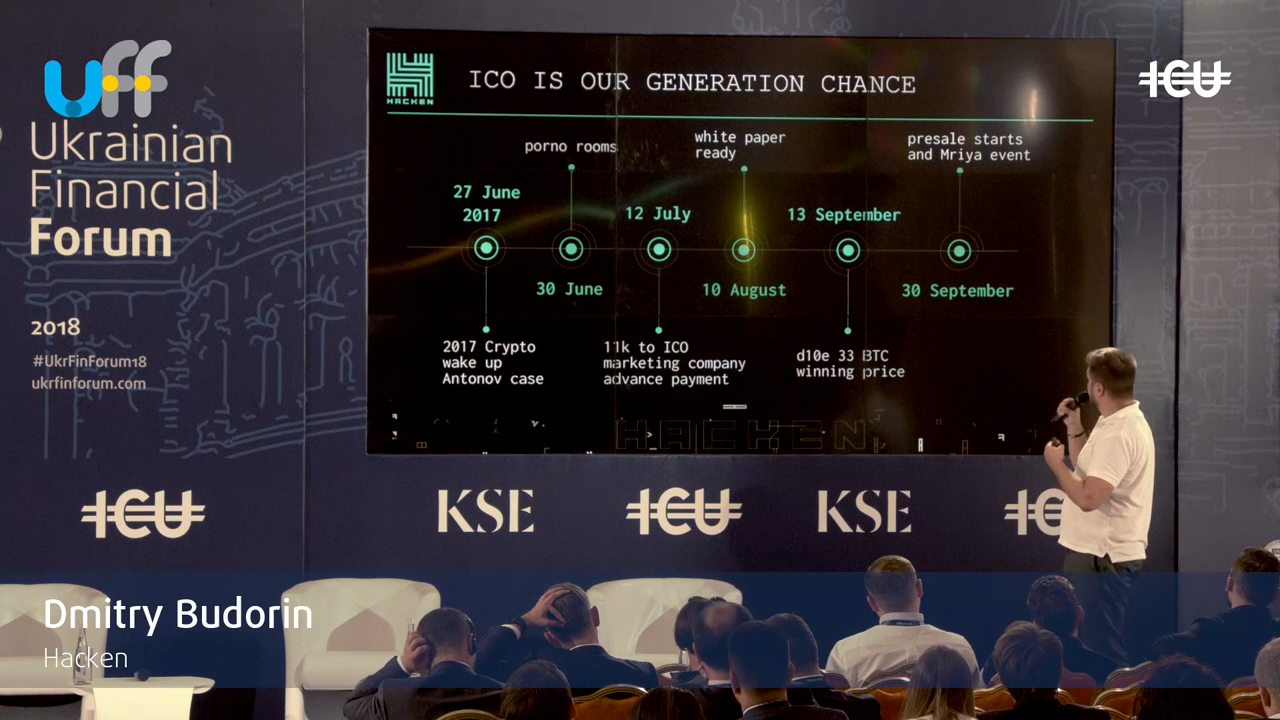 uff
Ukrainian
Financial
Forum
2018
#UkrFinForum18
ukrfinforum.com
ICU
HACKEN
ICO IS OUR GENERATION CHANCE
porno rooms
white paper
ready
presale starts
and Mriya event
27 June
2017
12 July
13 September
30 June
10 August
30 September
2017 Crypto
wake up
Antonov case
11k to ICO
marketing company
advance payment
d10e 33 BTC
winning price
HACKEN
ICU
KSE
ICU
KSE
IC
Dmitry Budorin
Hacken